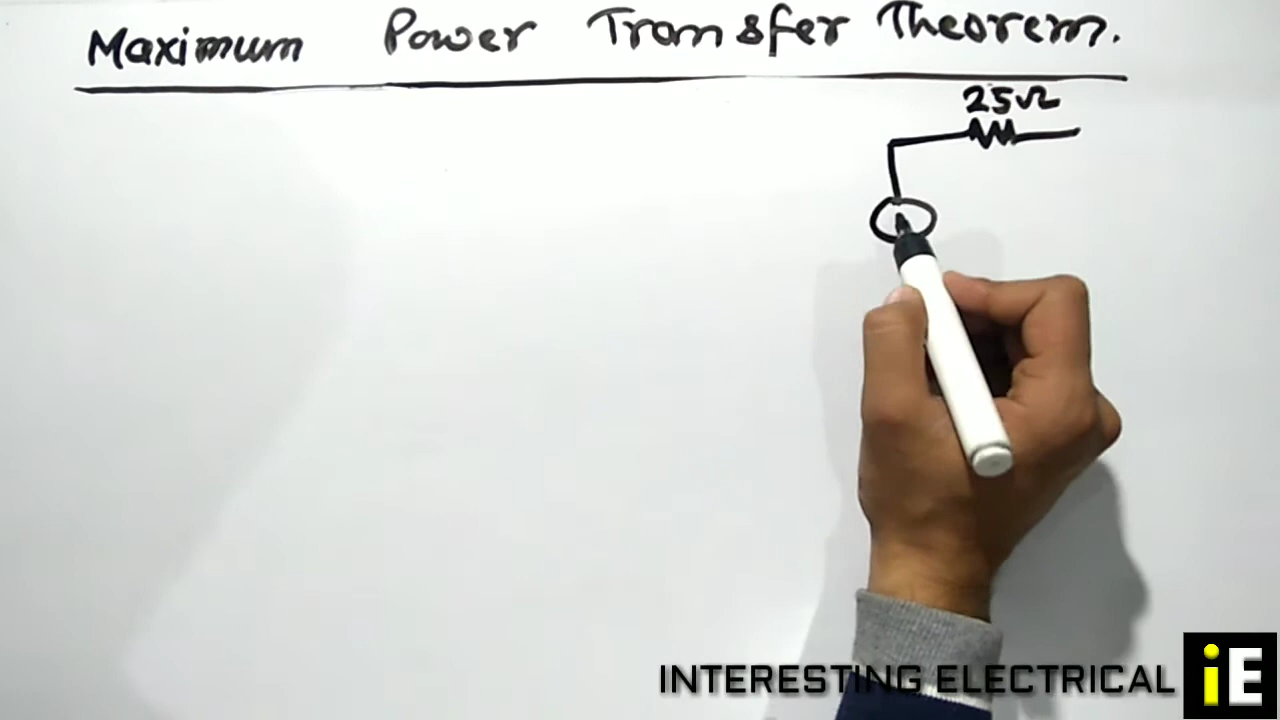 Maximum Power Transfer Theorem.
25Ω
INTERESTING ELECTRICAL iE